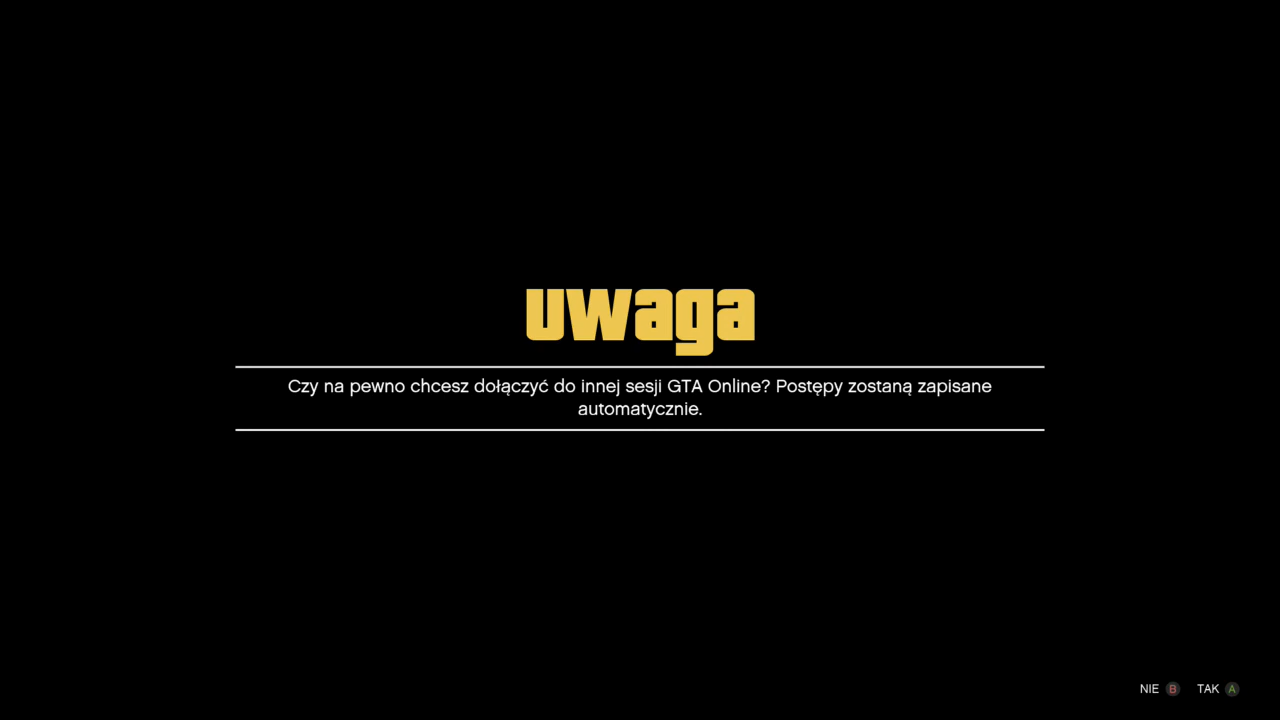 uwaga
Czy na pewno chcesz dołączyć do innej sesji GTA Online? Postępy zostaną zapisane
automatycznie.
NIE B TAK A